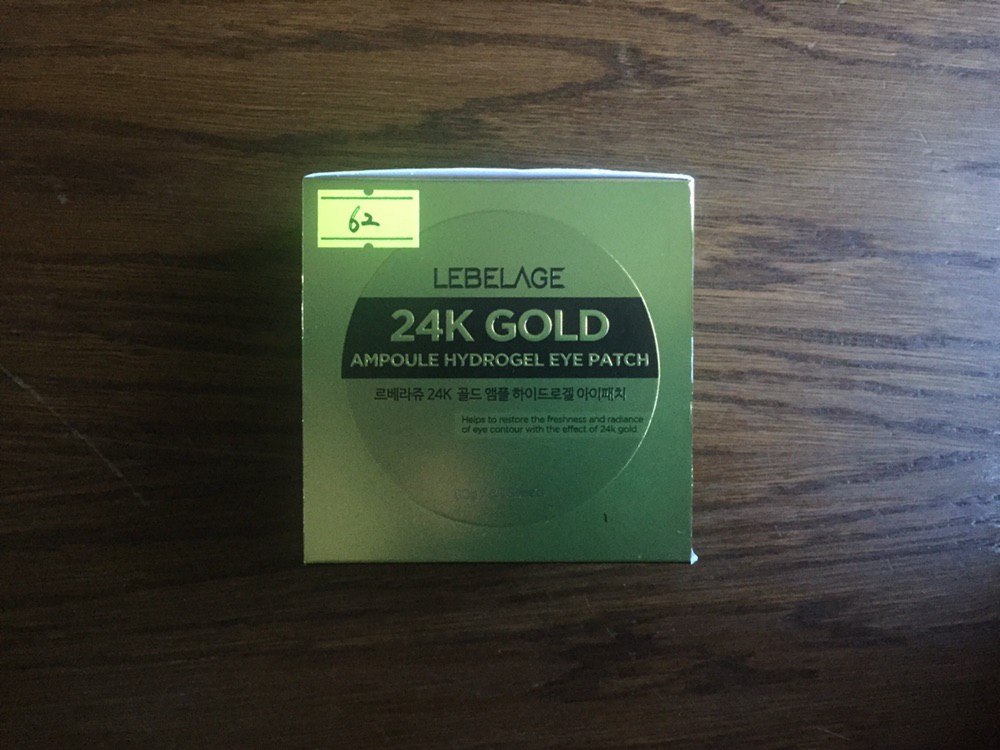 62
LEBELAGE
24K GOLD
AMPOULE HYDROGEL EYE PATCH
르베라쥬 24K 골드 앰플 하이드로겔 아이패치
Helps to restore the freshness and radiance
of eye contour with the effect of 24k gold